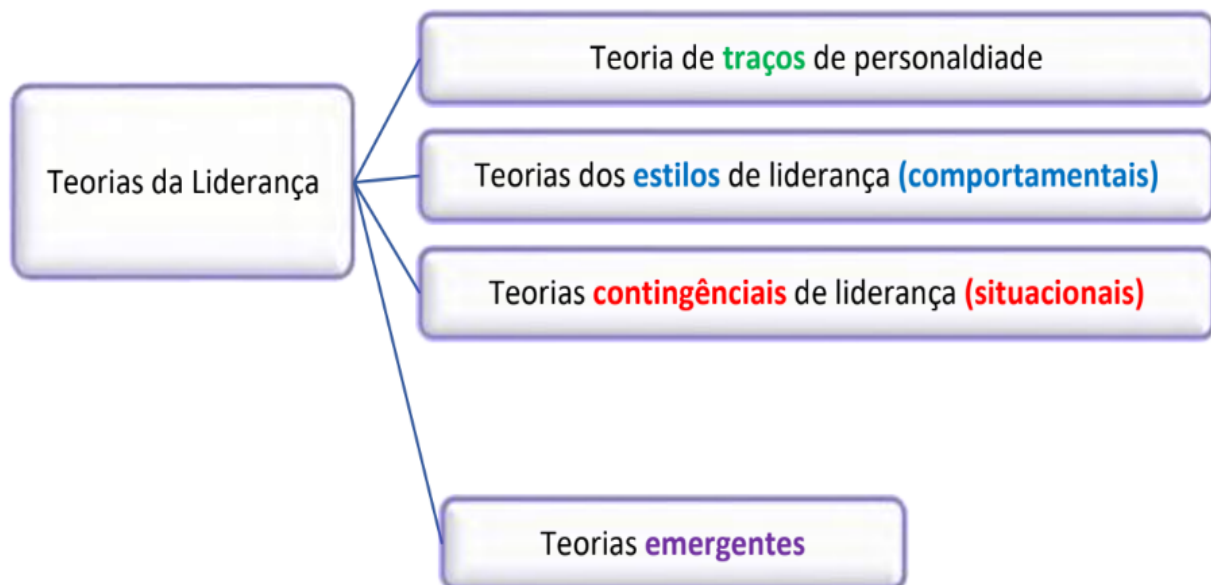 Teoria de traços de personaldiade
Teorias da Liderança
Teorias dos estilos de liderança (comportamentais)
Teorias contingênciais de liderança (situacionais)
Teorias emergentes